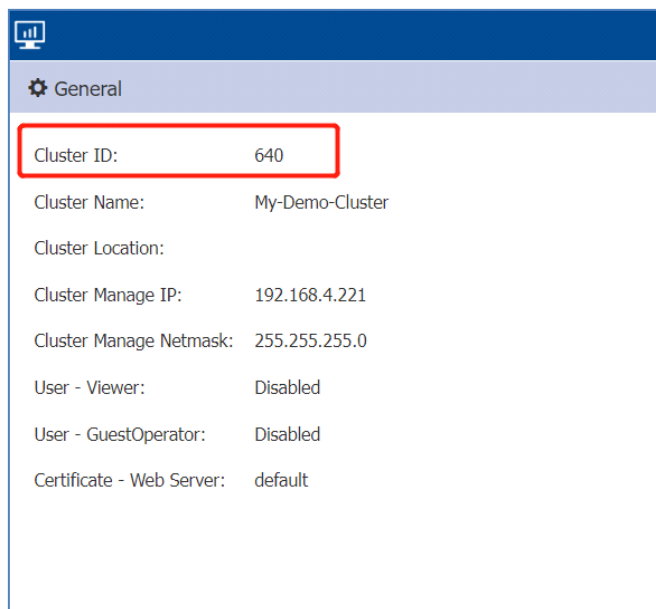 General
Cluster ID: 640
Cluster Name: My-Demo-Cluster
Cluster Location:
Cluster Manage IP: 192.168.4.221
Cluster Manage Netmask: 255.255.255.0
User - Viewer: Disabled
User - GuestOperator: Disabled
Certificate - Web Server: default